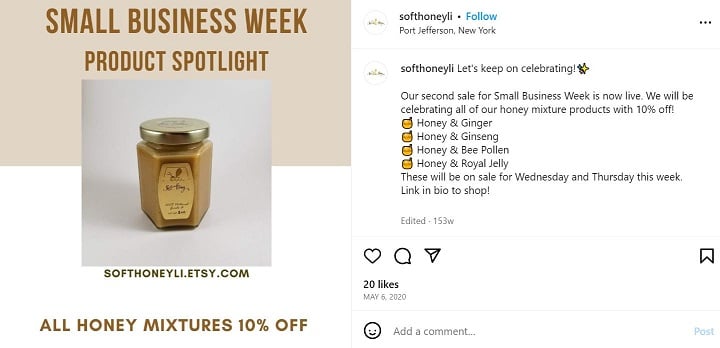 SMALL BUSINESS WEEK
PRODUCT SPOTLIGHT
SOFTHONEYLI.ETSY.COM
ALL HONEY MIXTURES 10% OFF
softhoneyli • Follow
Port Jefferson, New York
softhoneyli Let's keep on celebrating!✨
Our second sale for Small Business Week is now live. We will be
celebrating all of our honey mixture products with 10% off!
🍯 Honey & Ginger
🍯 Honey & Ginseng
🍯 Honey & Bee Pollen
🍯 Honey & Royal Jelly
These will be on sale for Wednesday and Thursday this week.
Link in bio to shop!
Edited · 153w
20 likes
MAY 6, 2020
Add a comment...
Post